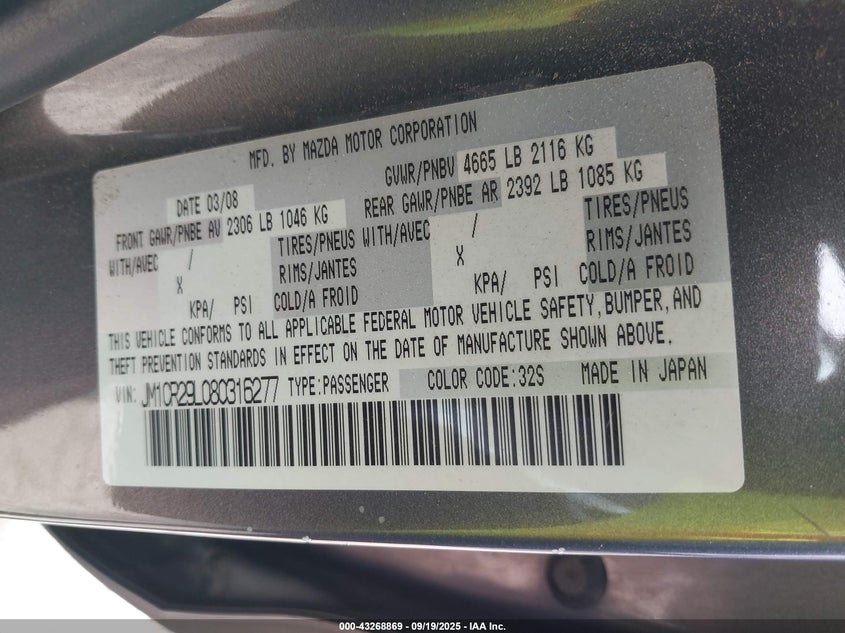 MFD. BY MAZDA MOTOR CORPORATION
DATE 03/08 GVWR/PNBV 4665 LB 2116 KG
FRONT GAWR/PNBE AV 2306 LB 1046 KG REAR GAWR/PNBE AR 2392 LB 1085 KG
WITH/AVEC / TIRES/PNEUS WITH/AVEC / TIRES/PNEUS
X RIMS/JANTES X RIMS/JANTES
KPA/ PSI COLD/A FROID KPA/ PSI COLD/A FROID
THIS VEHICLE CONFORMS TO ALL APPLICABLE FEDERAL MOTOR VEHICLE SAFETY, BUMPER, AND
THEFT PREVENTION STANDARDS IN EFFECT ON THE DATE OF MANUFACTURE SHOWN ABOVE.
VIN: JM1CR29L080316277 TYPE:PASSENGER COLOR CODE:32S MADE IN JAPAN
000-43268869 - 09/19/2025 - IAA Inc.